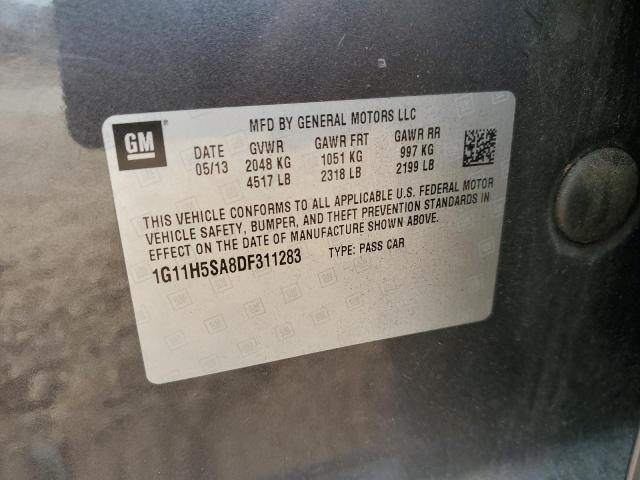 MFD BY GENERAL MOTORS LLC
GM
DATE GVWR GAWR FRT GAWR RR
05/13 2048 KG 1051 KG 997 KG
4517 LB 2318 LB 2199 LB
THIS VEHICLE CONFORMS TO ALL APPLICABLE U.S. FEDERAL MOTOR
VEHICLE SAFETY, BUMPER, AND THEFT PREVENTION STANDARDS IN
EFFECT ON THE DATE OF MANUFACTURE SHOWN ABOVE.
1G11H5SA8DF311283 TYPE: PASS CAR